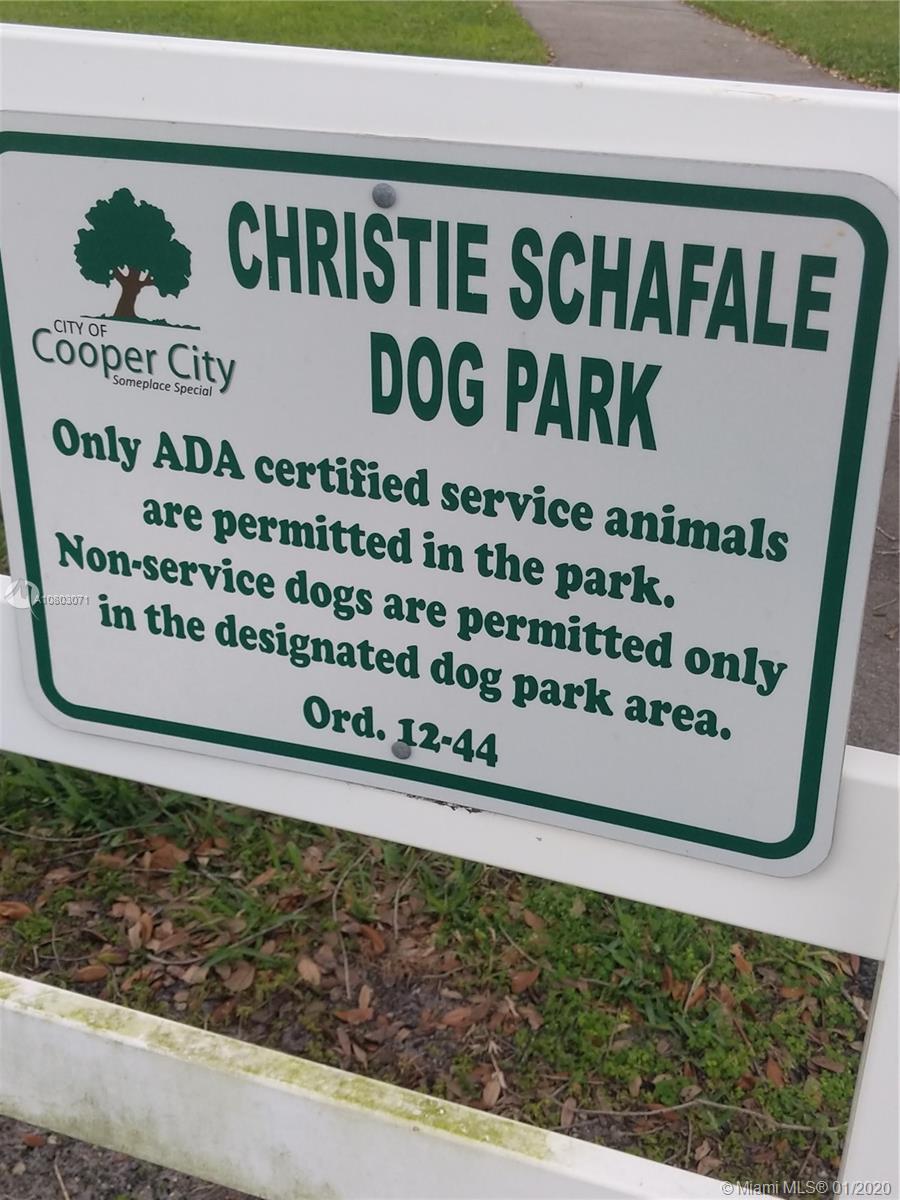 CHRISTIE SCHAFALE
DOG PARK
CITY OF
Cooper City
Someplace Special
Only ADA certified service animals
are permitted in the park.
Non-service dogs are permitted only
in the designated dog park area.
Ord. 12-44
A10803071
© Miami MLS® 01/2020